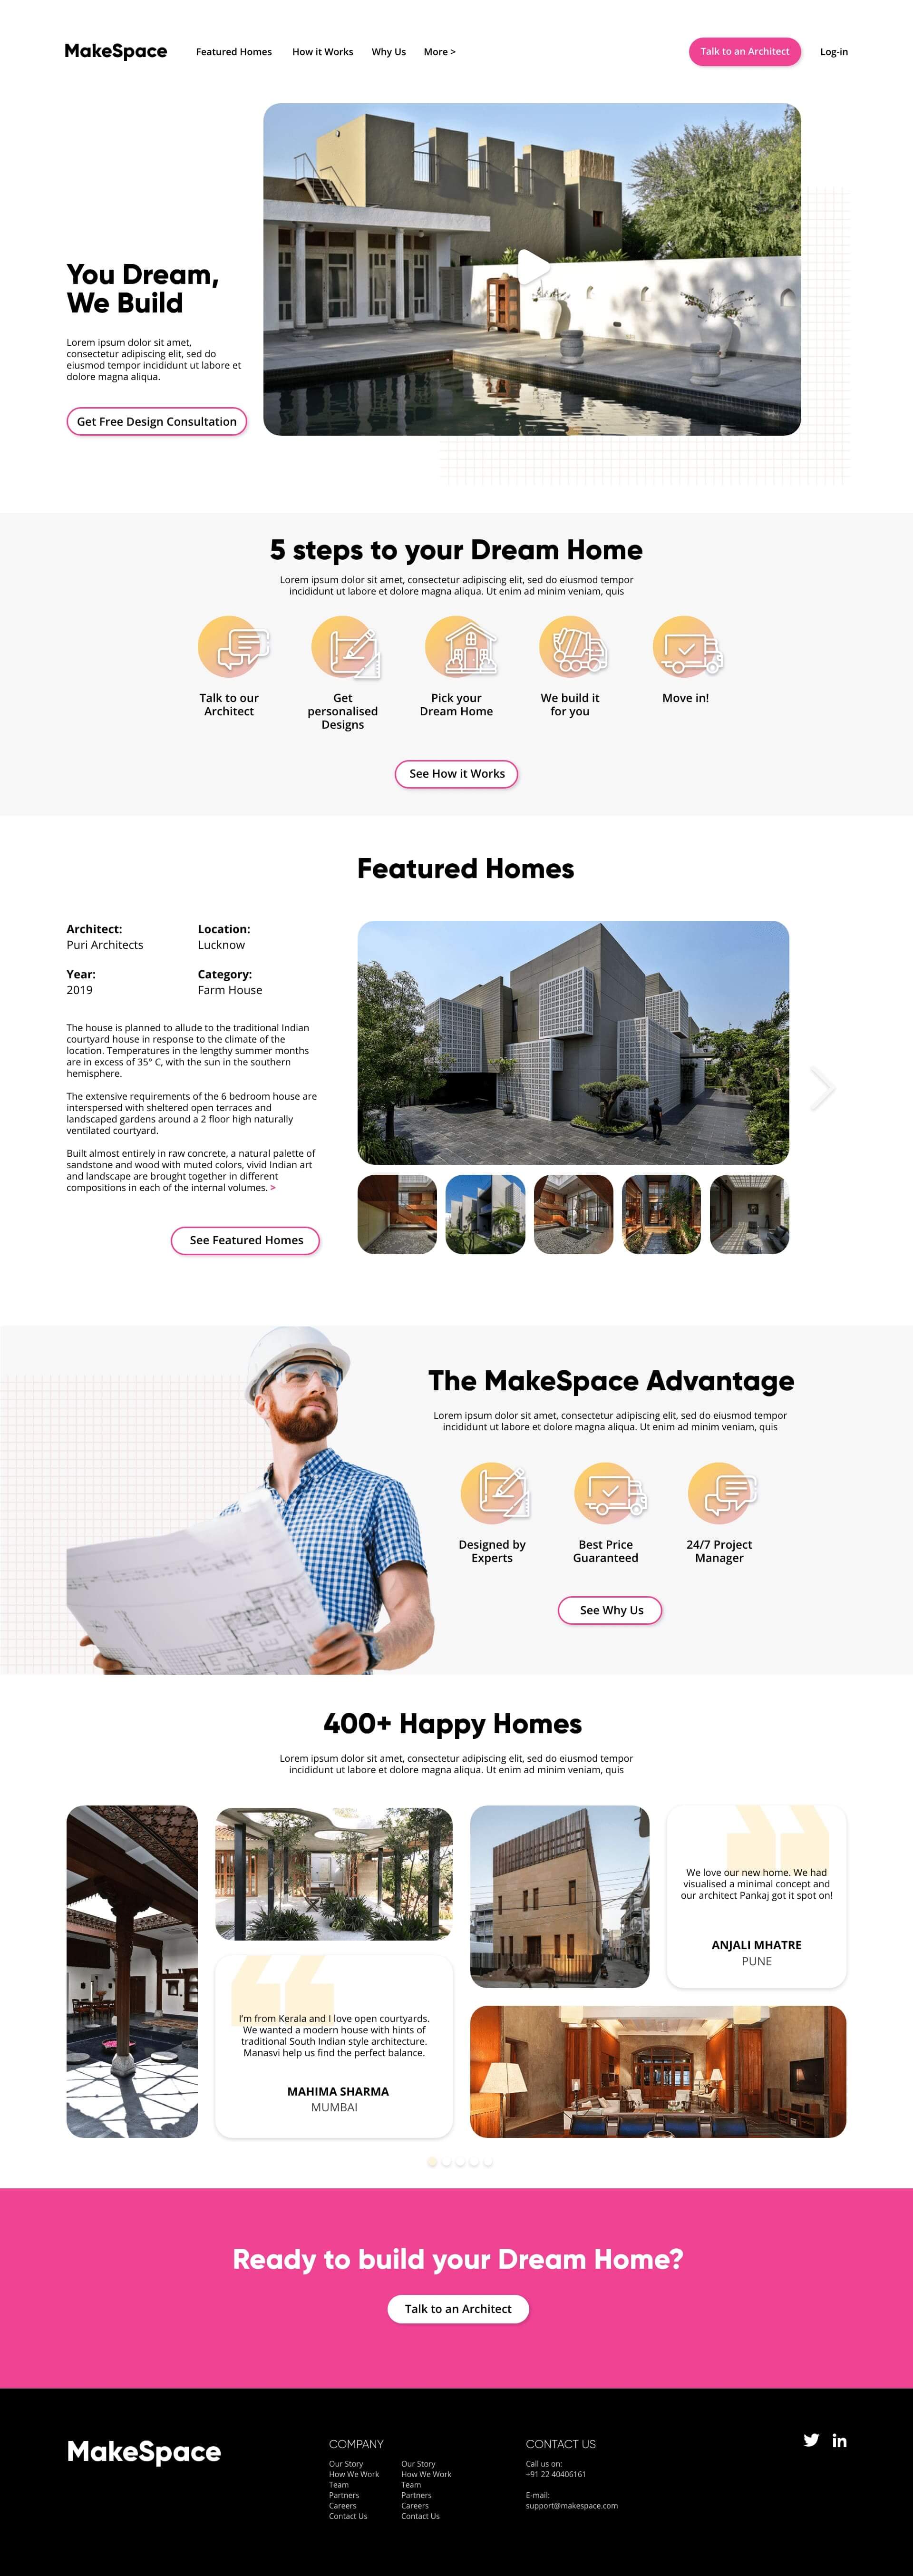 MakeSpace
Featured Homes
How it Works
Why Us
More >
Talk to an Architect
Log-in
You Dream,
We Build
Lorem ipsum dolor sit amet,
consectetur adipiscing elit, sed do
eiusmod tempor incididunt ut labore et
dolore magna aliqua.
Get Free Design Consultation
5 steps to your Dream Home
Lorem ipsum dolor sit amet, consectetur adipiscing elit, sed do eiusmod tempor
incididunt ut labore et dolore magna aliqua. Ut enim ad minim veniam, quis
Talk to our
Architect
Get
personalised
Designs
Pick your
Dream Home
We build it
for you
Move in!
See How it Works
Featured Homes
Architect:
Puri Architects
Location:
Lucknow
Year:
2019
Category:
Farm House
The house is planned to allude to the traditional Indian
courtyard house in response to the climate of the
location. Temperatures in the lengthy summer months
are in excess of 35° C, with the sun in the southern
hemisphere.
The extensive requirements of the 6 bedroom house are
interspersed with sheltered open terraces and
landscaped gardens around a 2 floor high naturally
ventilated courtyard.
Built almost entirely in raw concrete, a natural palette of
sandstone and wood with muted colors, vivid Indian art
and landscape are brought together in different
compositions in each of the internal volumes. >
See Featured Homes
The MakeSpace Advantage
Lorem ipsum dolor sit amet, consectetur adipiscing elit, sed do eiusmod tempor
incididunt ut labore et dolore magna aliqua. Ut enim ad minim veniam, quis
Designed by
Experts
Best Price
Guaranteed
24/7 Project
Manager
See Why Us
400+ Happy Homes
Lorem ipsum dolor sit amet, consectetur adipiscing elit, sed do eiusmod tempor
incididunt ut labore et dolore magna aliqua. Ut enim ad minim veniam, quis
We love our new home. We had
visualised a minimal concept and
our architect Pankaj got it spot on!
ANJALI MHATRE
PUNE
I'm from Kerala and I love open courtyards.
We wanted a modern house with hints of
traditional South Indian style architecture.
Manasvi help us find the perfect balance.
MAHIMA SHARMA
MUMBAI
Ready to build your Dream Home?
Talk to an Architect
MakeSpace
COMPANY
Our Story
How We Work
Team
Partners
Careers
Contact Us
Our Story
How We Work
Team
Partners
Careers
Contact Us
CONTACT US
Call us on:
+91 22 40406161
E-mail:
support@makespace.com
in